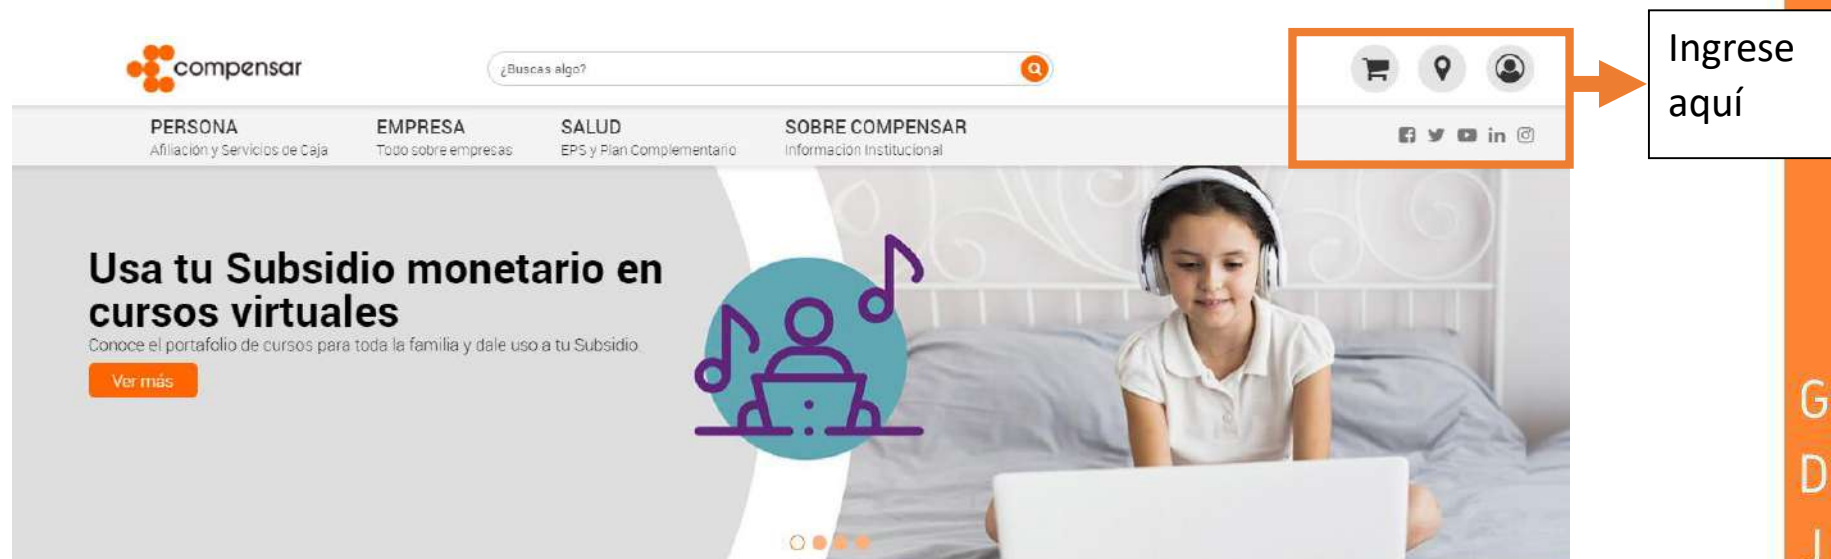 compensar
¿Buscas algo?
Ingrese
aquí
PERSONA
Afiliación y Servicios de Caja
EMPRESA
Todo sobre empresas
SALUD
EPS y Plan Complementario
SOBRE COMPENSAR
Información Institucional
in
Usa tu Subsidio monetario en
cursos virtuales
Conoce el portafolio de cursos para toda la familia y dale uso a tu Subsidio.
Ver más
G
D